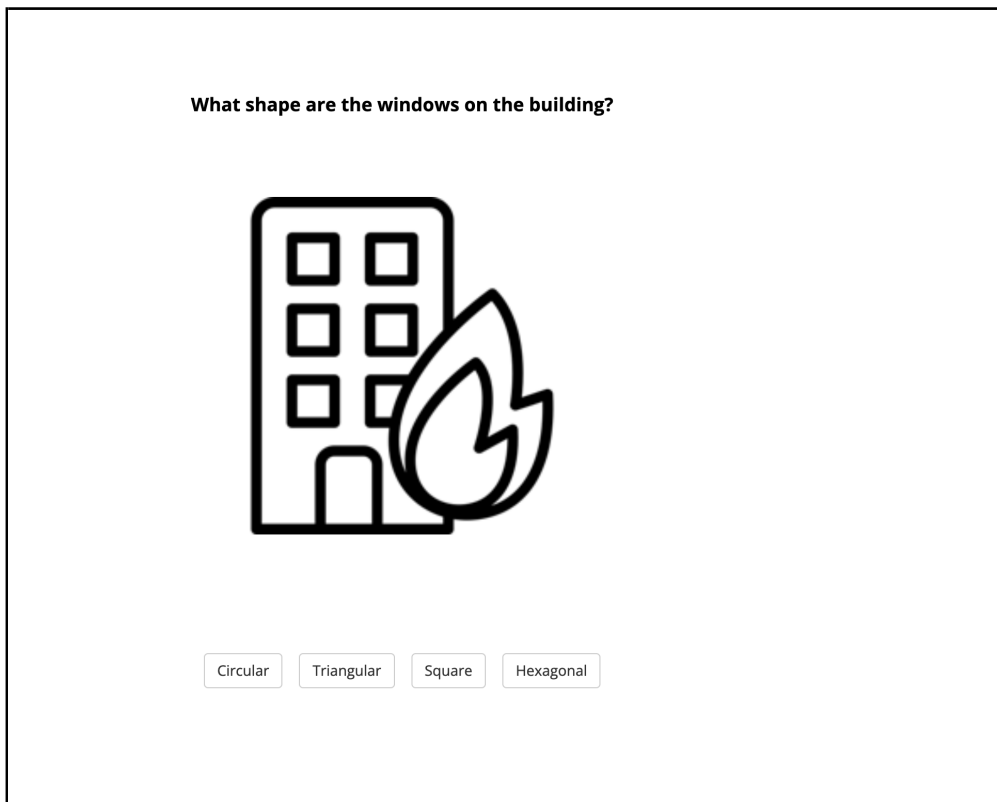 What shape are the windows on the building?
Circular Triangular Square Hexagonal